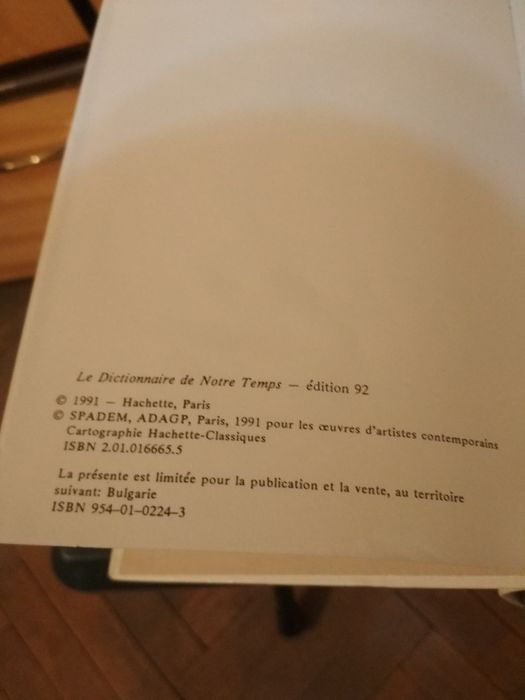 Le Dictionnaire de Notre Temps — édition 92
© 1991 — Hachette, Paris
© SPADEM, ADAGP, Paris, 1991 pour les œuvres d'artistes contemporains
Cartographie Hachette-Classiques
ISBN 2.01.016665.5
La présente est limitée pour la publication et la vente, au territoire
suivant: Bulgarie
ISBN 954—01—0224—3